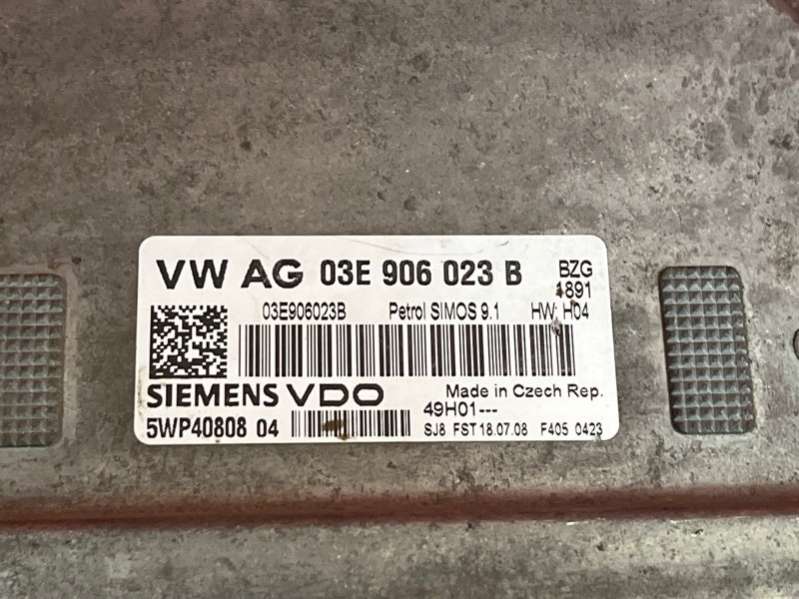 VW AG 03E 906 023 B BZG
1891
03E906023B Petrol SIMOS 9.1 HW: H04
SIEMENS VDO Made in Czech Rep.
5WP40808 04 49H01---
SJ8 FST 18.07.08 F405 0423